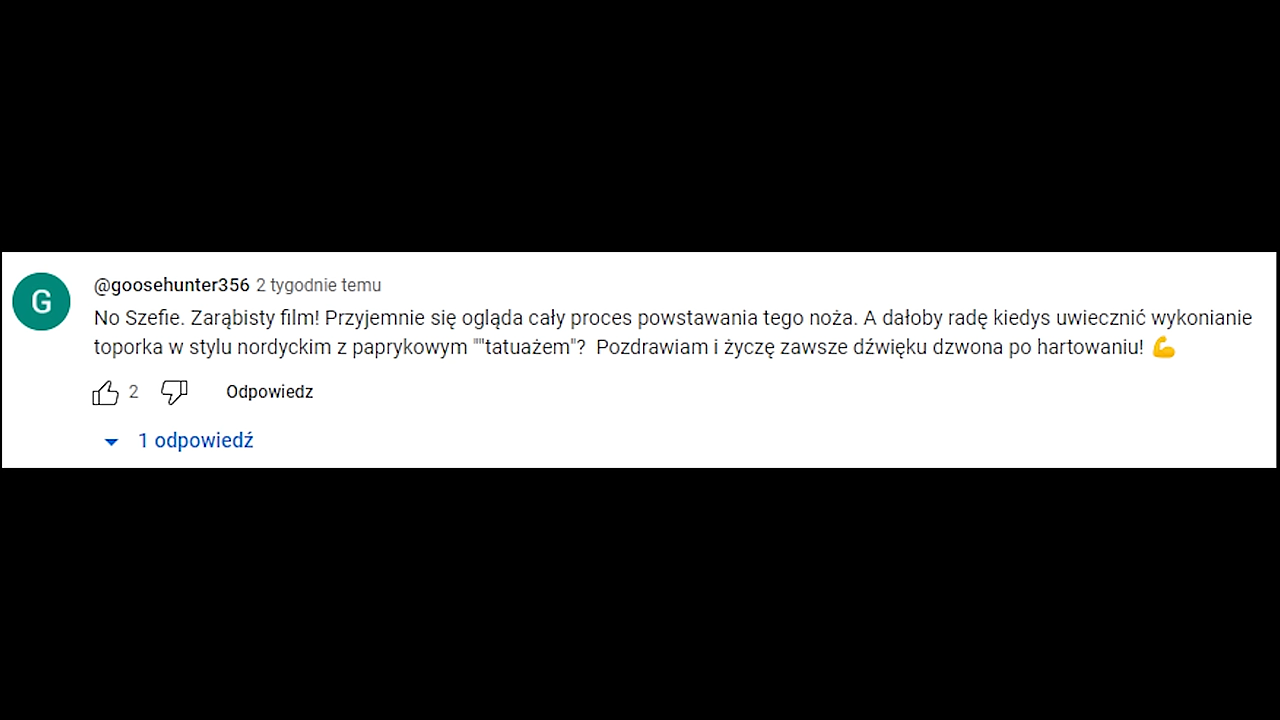 G
@goosehunter356 2 tygodnie temu
No Szefie. Zarąbisty film! Przyjemnie się ogląda cały proces powstawania tego noża. A dałoby radę kiedys uwiecznić wykonianie
toporka w stylu nordyckim z paprykowym ""tatuażem"? Pozdrawiam i życzę zawsze dźwięku dzwona po hartowaniu! 💪
2 Odpowiedz
1 odpowiedź